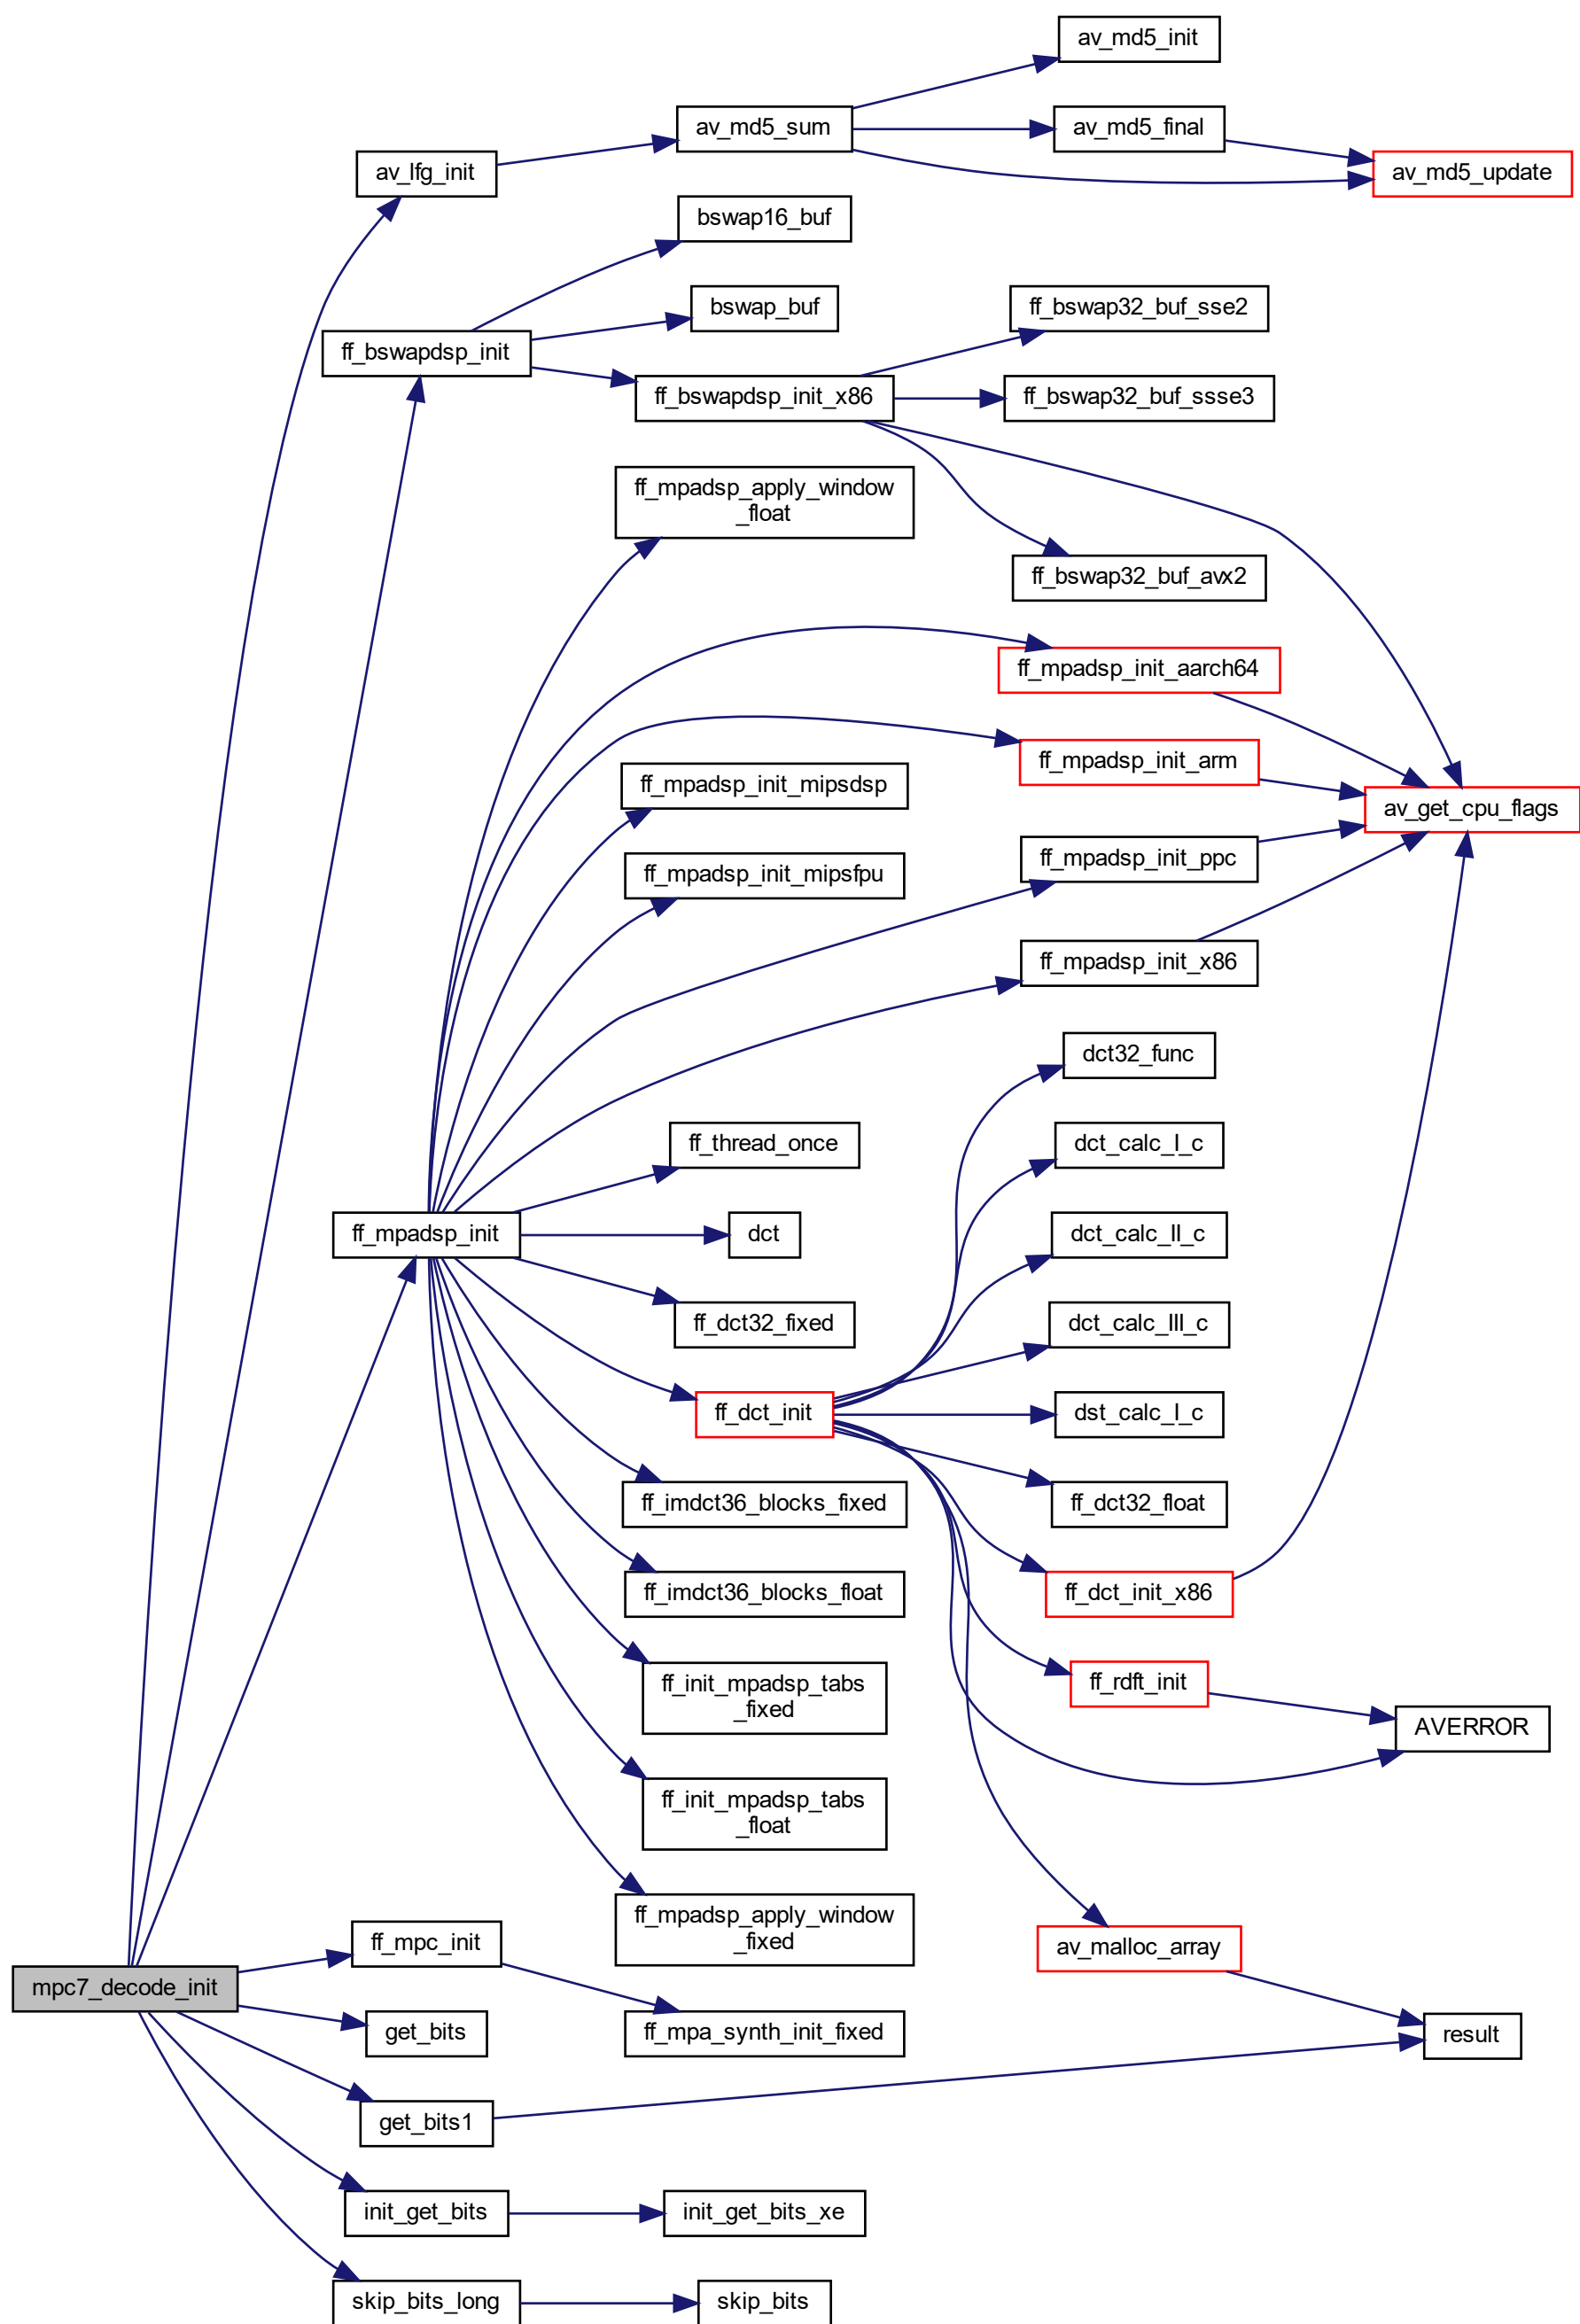 av_md5_init
av_md5_sum
av_md5_final
av_lfg_init
av_md5_update
bswap16_buf
bswap_buf
ff_bswap32_buf_sse2
ff_bswapdsp_init
ff_bswapdsp_init_x86
ff_bswap32_buf_ssse3
ff_mpadsp_apply_window
_float
ff_bswap32_buf_avx2
ff_mpadsp_init_aarch64
ff_mpadsp_init_arm
ff_mpadsp_init_mipsdsp
av_get_cpu_flags
ff_mpadsp_init_ppc
ff_mpadsp_init_mipsfpu
ff_mpadsp_init_x86
dct32_func
ff_thread_once
dct_calc_I_c
ff_mpadsp_init
dct
dct_calc_II_c
ff_dct32_fixed
dct_calc_III_c
ff_dct_init
dst_calc_I_c
ff_imdct36_blocks_fixed
ff_dct32_float
ff_imdct36_blocks_float
ff_dct_init_x86
ff_init_mpadsp_tabs
_fixed
ff_rdft_init
AVERROR
ff_init_mpadsp_tabs
_float
ff_mpadsp_apply_window
_fixed
ff_mpc_init
av_malloc_array
mpc7_decode_init
get_bits
ff_mpa_synth_init_fixed
result
get_bits1
init_get_bits
init_get_bits_xe
skip_bits_long
skip_bits